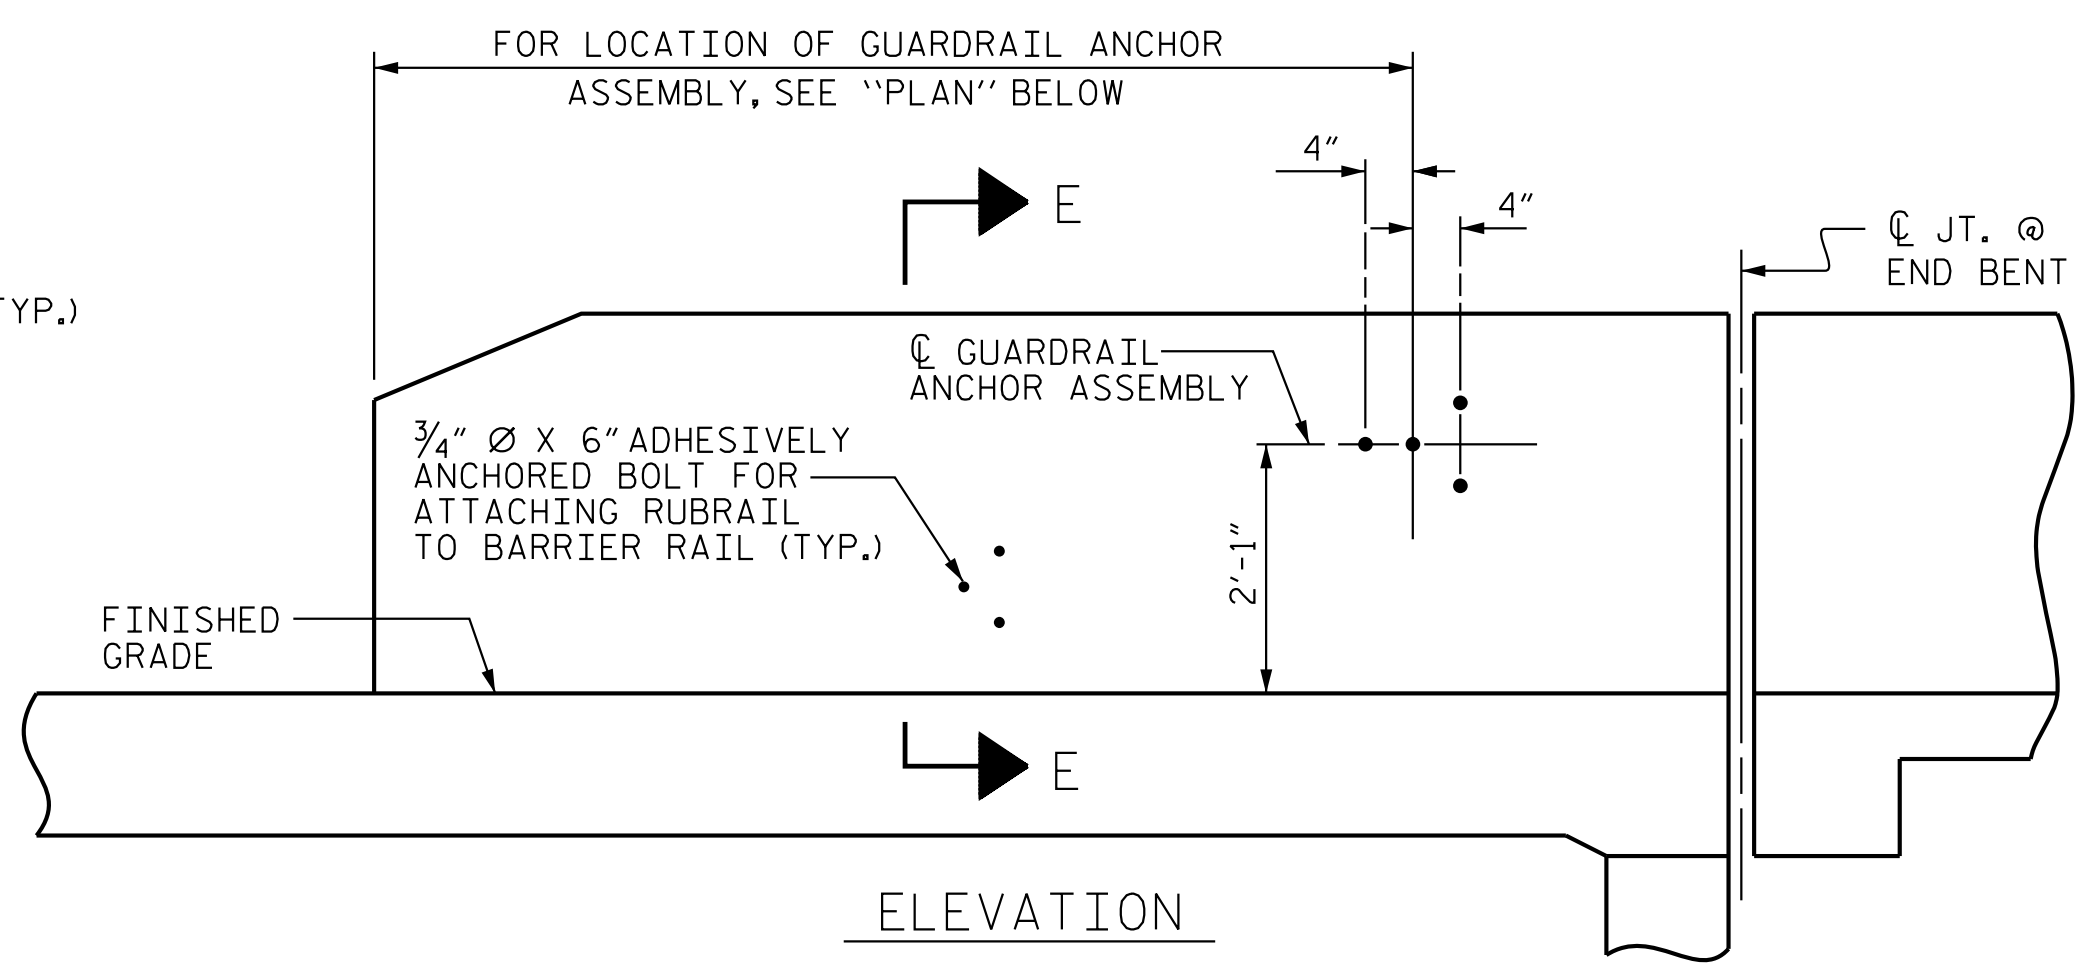 FOR LOCATION OF GUARDRAIL ANCHOR
ASSEMBLY, SEE "PLAN" BELOW
4"
4"
E
℄ JT. @
END BENT
TYP.)
℄ GUARDRAIL
ANCHOR ASSEMBLY
3/4" Ø X 6" ADHESIVELY
ANCHORED BOLT FOR
ATTACHING RUBRAIL
TO BARRIER RAIL (TYP.)
2'-1"
FINISHED
GRADE
E
ELEVATION